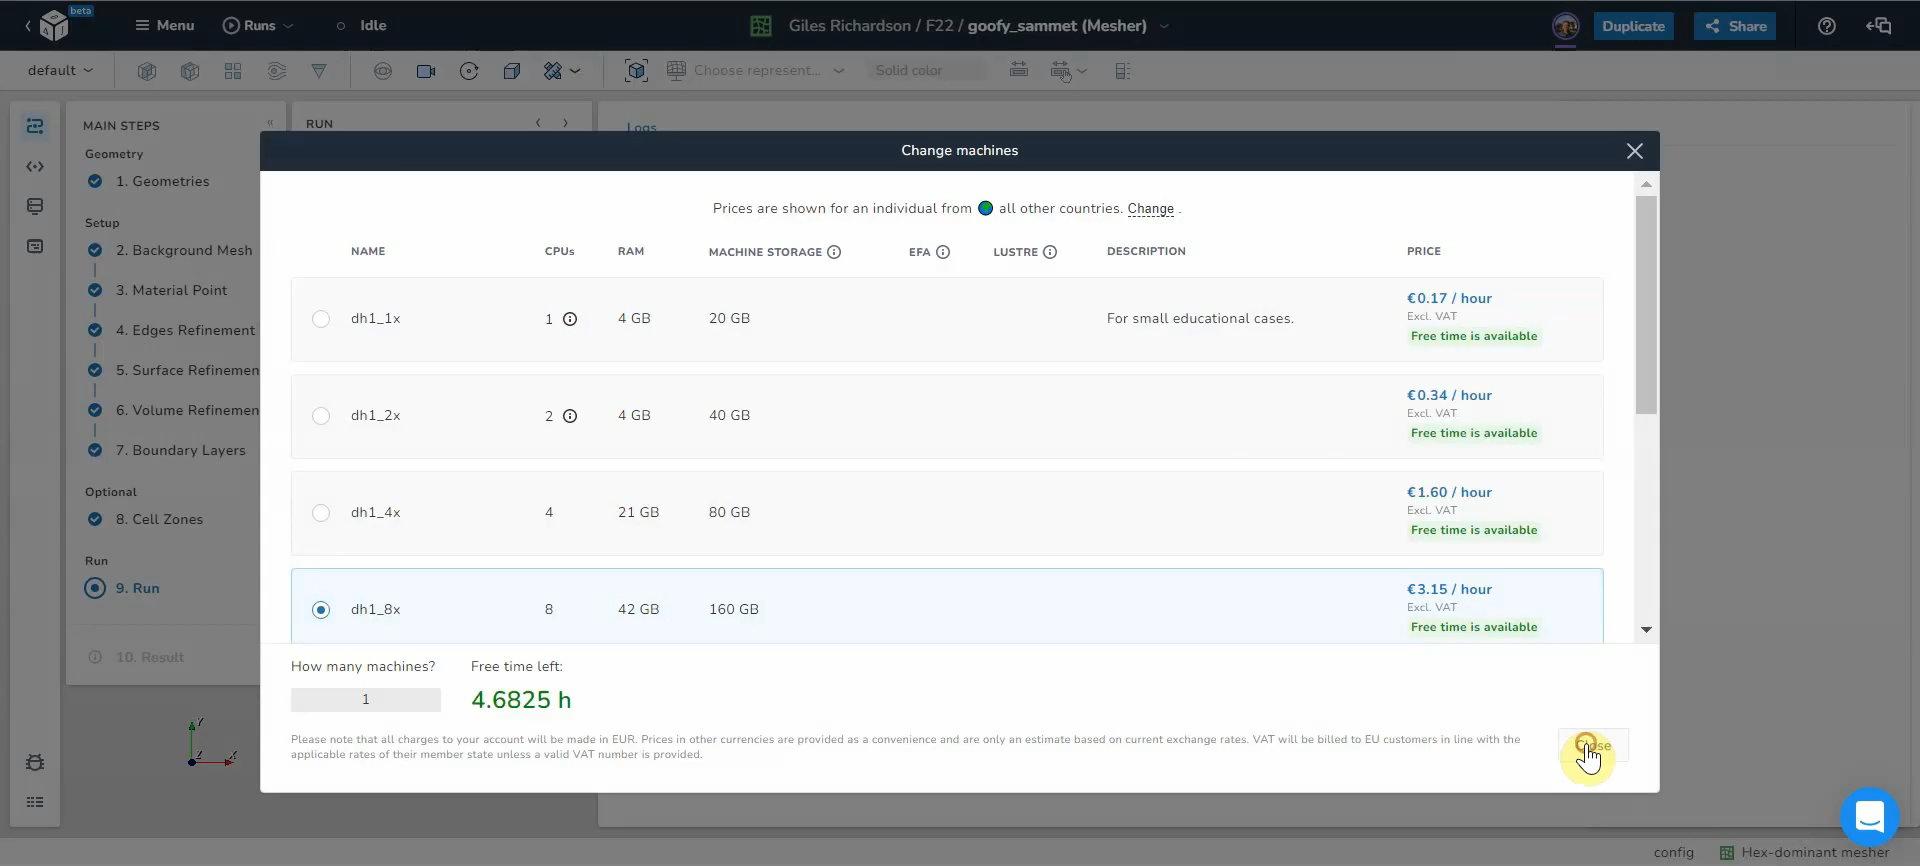 beta
Menu
Runs
Idle
Giles Richardson / F22 / goofy_sammet (Mesher)
Duplicate
Share
default
Choose represent...
Solid color
MAIN STEPS
Geometry
1. Geometries
Setup
2. Background Mesh
3. Material Point
4. Edges Refinement
5. Surface Refinemen
6. Volume Refinemen
7. Boundary Layers
Optional
8. Cell Zones
Run
9. Run
10. Result
RUN
Logs
Change machines
Prices are shown for an individual from all other countries. Change .
NAME CPUs RAM MACHINE STORAGE EFA LUSTRE DESCRIPTION PRICE
dh1_1x 1 4 GB 20 GB For small educational cases. €0.17 / hour
Excl. VAT
Free time is available
dh1_2x 2 4 GB 40 GB €0.34 / hour
Excl. VAT
Free time is available
dh1_4x 4 21 GB 80 GB €1.60 / hour
Excl. VAT
Free time is available
dh1_8x 8 42 GB 160 GB €3.15 / hour
Excl. VAT
Free time is available
How many machines? Free time left:
1 4.6825 h
Please note that all charges to your account will be made in EUR. Prices in other currencies are provided as a convenience and are only an estimate based on current exchange rates. VAT will be billed to EU customers in line with the
applicable rates of their member state unless a valid VAT number is provided.
Y
Z
X
config Hex-dominant mesher